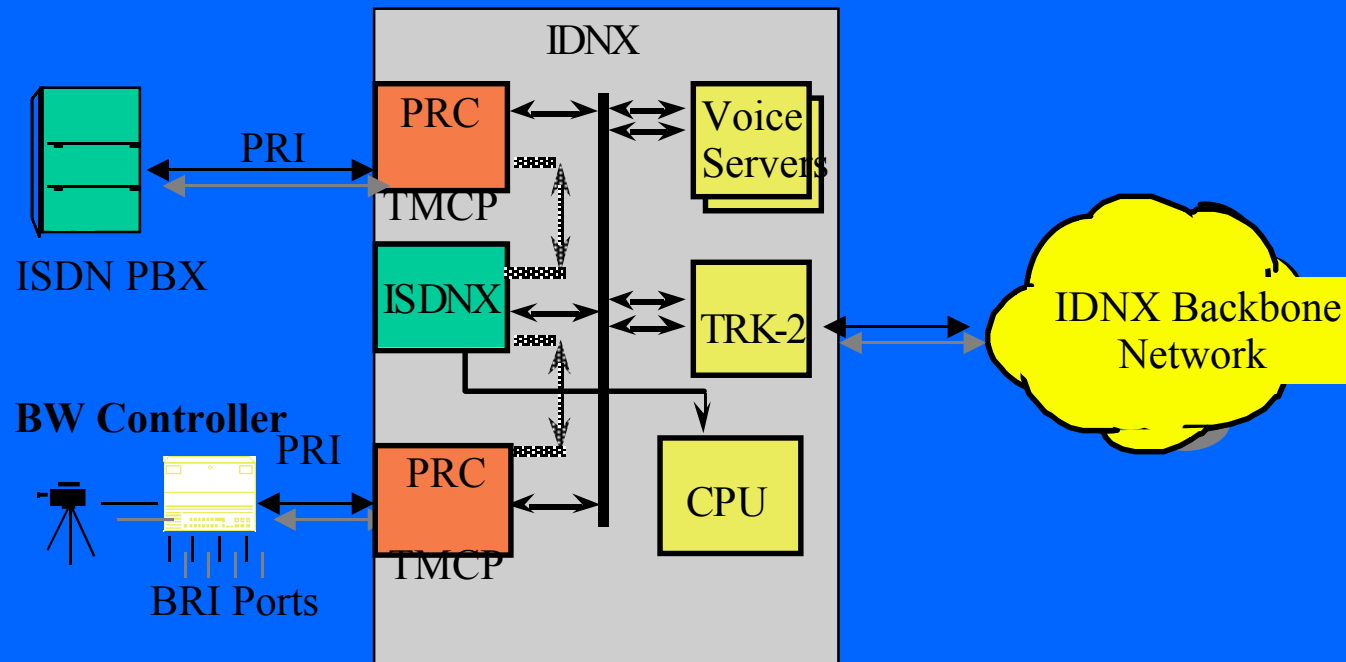 IDNX
PRC
TMCP
Voice
Servers
PRI
ISDN PBX
ISDNX
TRK-2
IDNX Backbone
Network
BW Controller
PRI
PRC
TMCP
CPU
BRI Ports